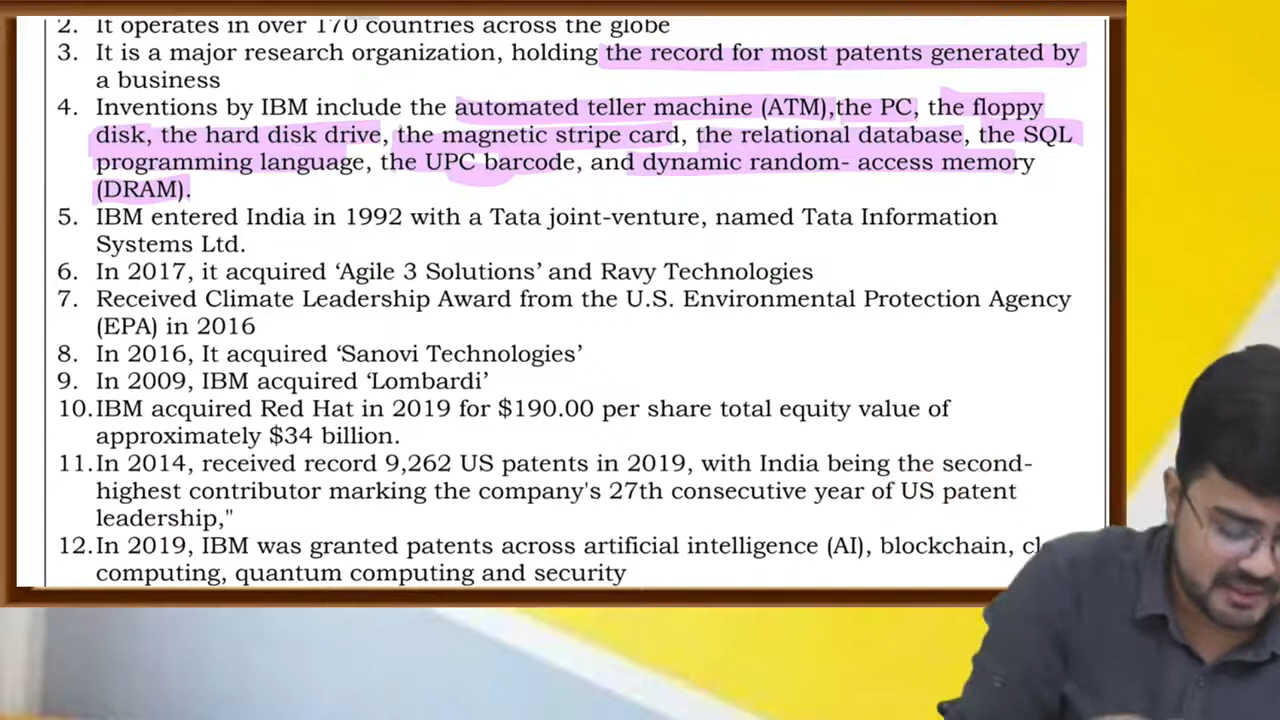 2. It operates in over 170 countries across the globe
3. It is a major research organization, holding the record for most patents generated by
a business
4. Inventions by IBM include the automated teller machine (ATM),the PC, the floppy
disk, the hard disk drive, the magnetic stripe card, the relational database, the SQL
programming language, the UPC barcode, and dynamic random- access memory
(DRAM).
5. IBM entered India in 1992 with a Tata joint-venture, named Tata Information
Systems Ltd.
6. In 2017, it acquired ‘Agile 3 Solutions’ and Ravy Technologies
7. Received Climate Leadership Award from the U.S. Environmental Protection Agency
(EPA) in 2016
8. In 2016, It acquired ‘Sanovi Technologies’
9. In 2009, IBM acquired ‘Lombardi’
10.IBM acquired Red Hat in 2019 for $190.00 per share total equity value of
approximately $34 billion.
11.In 2014, received record 9,262 US patents in 2019, with India being the second-
highest contributor marking the company's 27th consecutive year of US patent
leadership,"
12.In 2019, IBM was granted patents across artificial intelligence (AI), blockchain,
computing, quantum computing and security